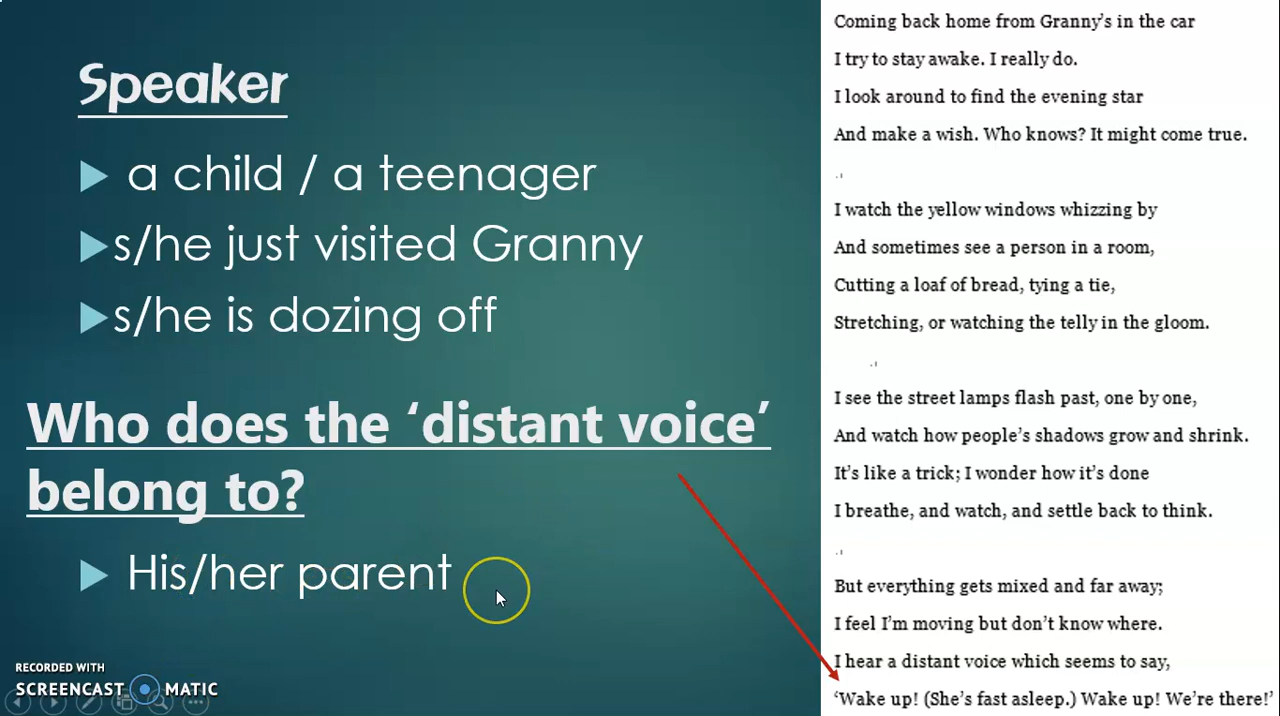 Speaker
a child / a teenager
s/he just visited Granny
s/he is dozing off
Who does the ‘distant voice’
belong to?
His/her parent
RECORDED WITH
SCREENCAST MATIC
Coming back home from Granny’s in the car
I try to stay awake. I really do.
I look around to find the evening star
And make a wish. Who knows? It might come true.
I watch the yellow windows whizzing by
And sometimes see a person in a room,
Cutting a loaf of bread, tying a tie,
Stretching, or watching the telly in the gloom.
I see the street lamps flash past, one by one,
And watch how people’s shadows grow and shrink.
It’s like a trick; I wonder how it’s done
I breathe, and watch, and settle back to think.
But everything gets mixed and far away;
I feel I’m moving but don’t know where.
I hear a distant voice which seems to say,
‘Wake up! (She’s fast asleep.) Wake up! We’re there!’